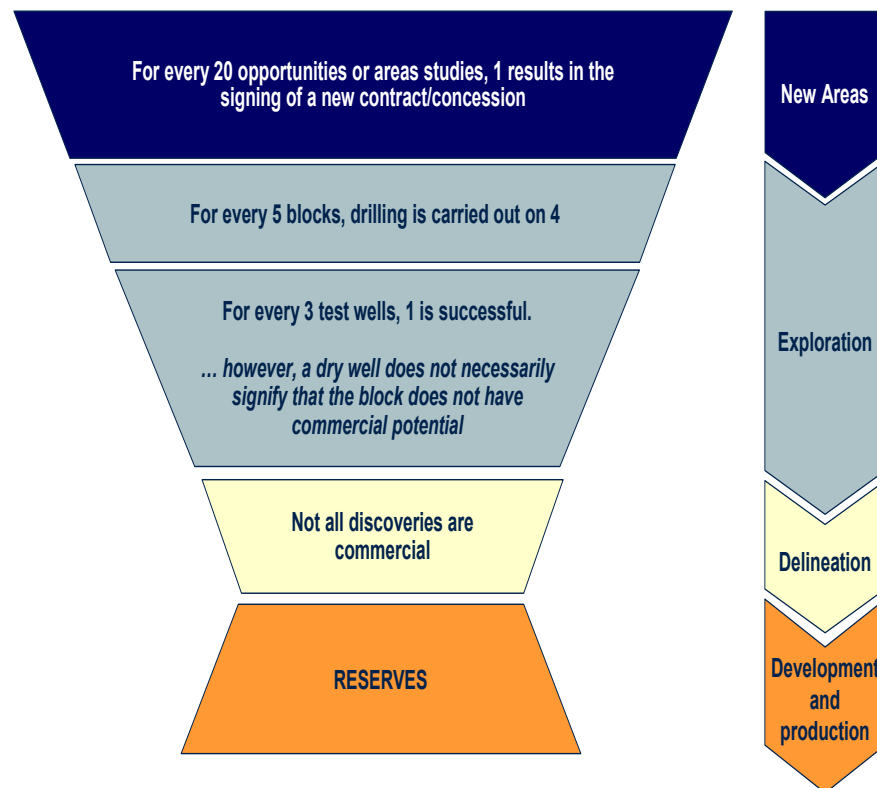 For every 20 opportunities or areas studies, 1 results in the
signing of a new contract/concession
New Areas
For every 5 blocks, drilling is carried out on 4
For every 3 test wells, 1 is successful.
... however, a dry well does not necessarily
signify that the block does not have
commercial potential
Exploration
Not all discoveries are
commercial
Delineation
RESERVES
Development
and
production